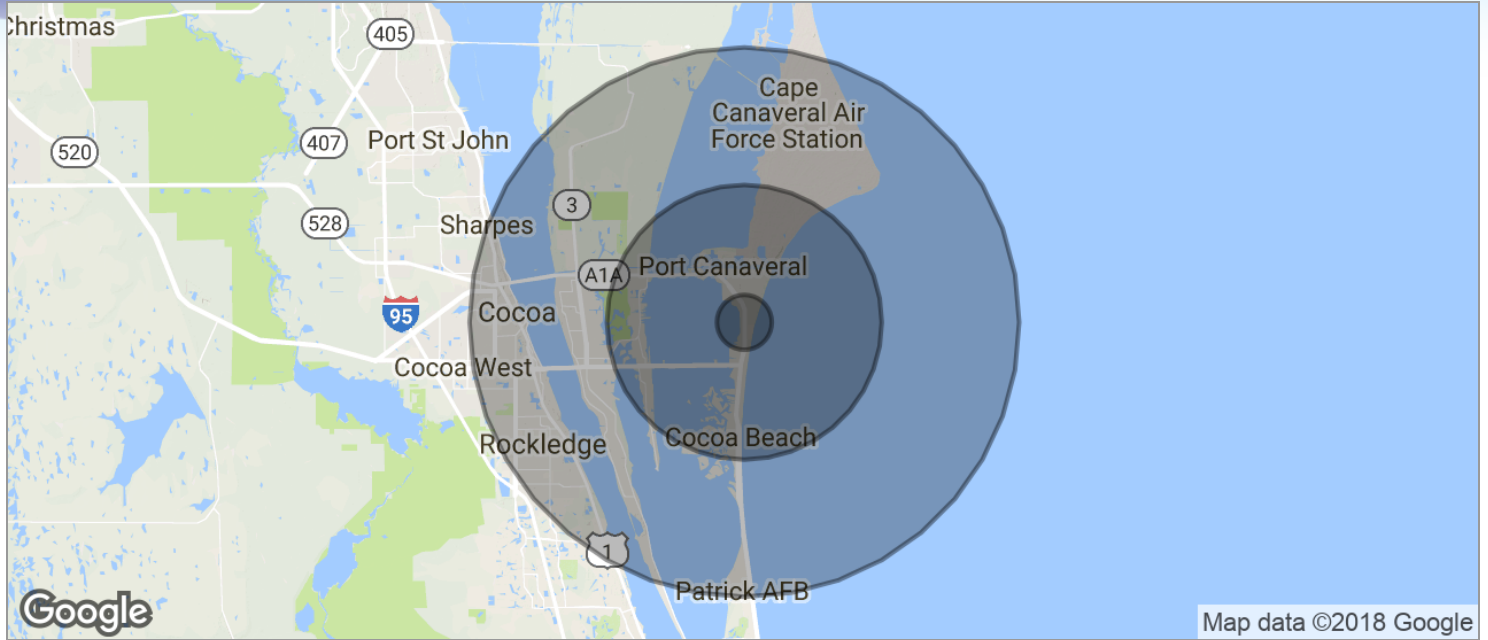 Christmas
405
Cape
Canaveral Air
Force Station
407
Port St John
520
3
528
Sharpes
A1A
Port Canaveral
95
Cocoa
Cocoa West
Rockledge
Cocoa Beach
1
Patrick AFB
Google
Map data ©2018 Google